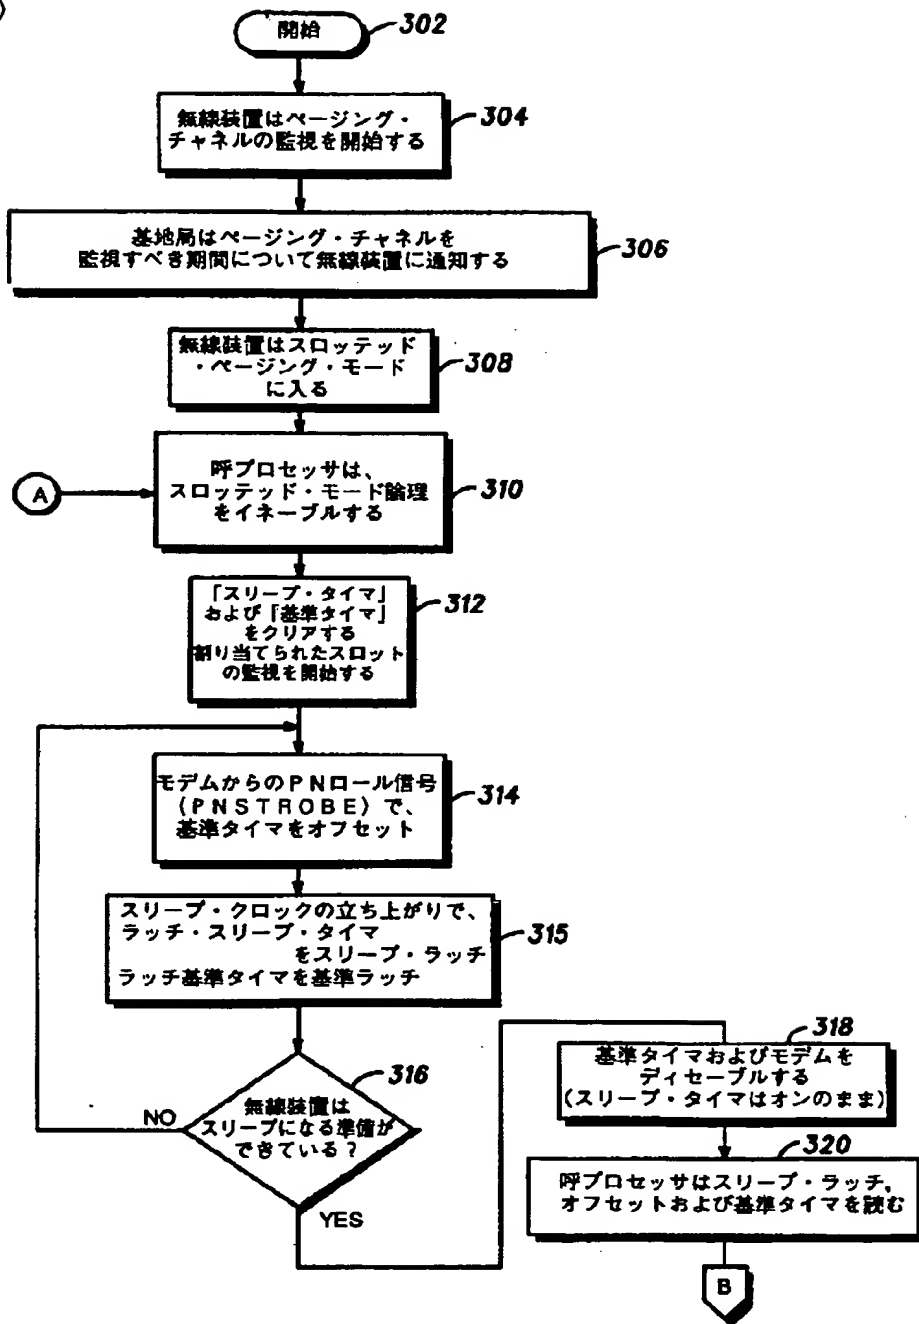 開始
302
無線装置はページング・
チャネルの監視を開始する
304
基地局はページング・チャネルを
監視すべき期間について無線装置に通知する
306
無線装置はスロッテッド
・ページング・モード
に入る
308
A
呼プロセッサは、
スロッテッド・モード論理
をイネーブルする
310
「スリープ・タイマ」
および「基準タイマ」
をクリアする
割り当てられたスロット
の監視を開始する
312
モデムからのPNロール信号
(PNSTROBE)で、
基準タイマをオフセット
314
スリープ・クロックの立ち上がりで、
ラッチ・スリープ・タイマ
をスリープ・ラッチ
ラッチ基準タイマを基準ラッチ
315
316
無線装置は
スリープになる準備が
できている?
NO
YES
318
基準タイマおよびモデムを
ディセーブルする
(スリープ・タイマはオンのまま)
320
呼プロセッサはスリープ・ラッチ,
オフセットおよび基準タイマを読む
B